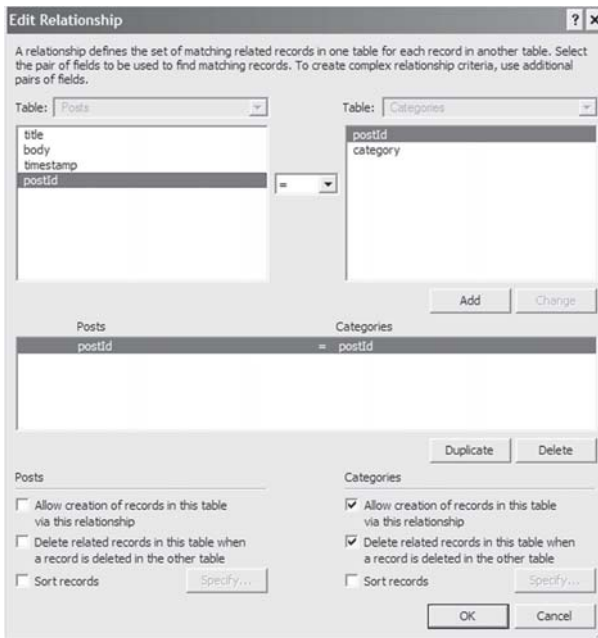 Edit Relationship
? x
A relationship defines the set of matching related records in one table for each record in another table. Select
the pair of fields to be used to find matching records. To create complex relationship criteria, use additional
pairs of fields.
Table: Posts
Table: Categories
title
body
timestamp
postId
=
postId
category
Add
Change
Posts
Categories
postId = postId
Duplicate
Delete
Posts
Categories
Allow creation of records in this table
via this relationship
Delete related records in this table when
a record is deleted in the other table
Sort records
Specify...
Allow creation of records in this table
via this relationship
Delete related records in this table when
a record is deleted in the other table
Sort records
Specify...
OK
Cancel